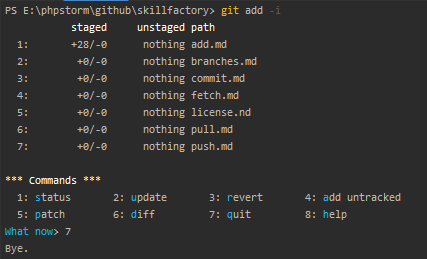 PS E:\phpstorm\github\skillfactory> git add -i
staged unstaged path
1: +28/-0 nothing add.md
2: +0/-0 nothing branches.md
3: +0/-0 nothing commit.md
4: +0/-0 nothing fetch.md
5: +0/-0 nothing license.nd
6: +0/-0 nothing pull.md
7: +0/-0 nothing push.md
*** Commands ***
1: status 2: update 3: revert 4: add untracked
5: patch 6: diff 7: quit 8: help
What now> 7
Bye.